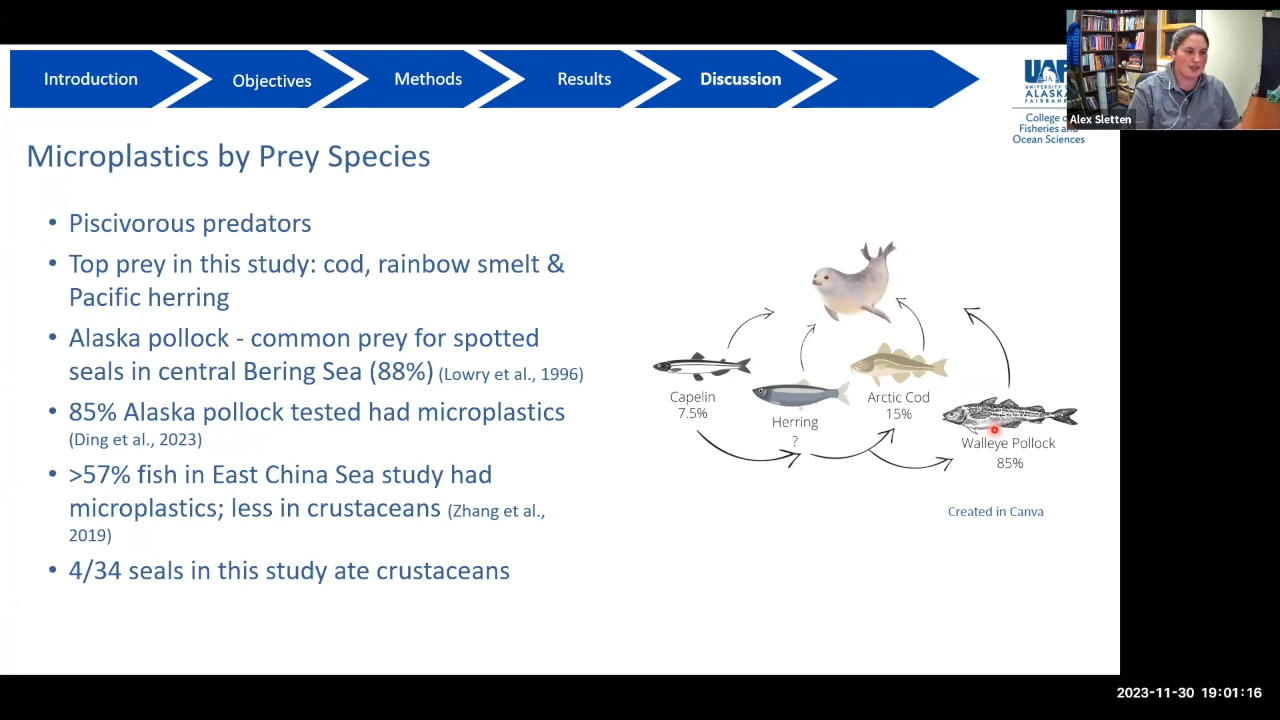 Introduction
Objectives
Methods
Results
Discussion
UAF
UNIVERSITY OF
ALASKA
FAIRBANKS
College of
Fisheries and
Ocean Sciences
Alex Sletten
Microplastics by Prey Species
• Piscivorous predators
• Top prey in this study: cod, rainbow smelt &
Pacific herring
• Alaska pollock - common prey for spotted
seals in central Bering Sea (88%) (Lowry et al., 1996)
• 85% Alaska pollock tested had microplastics
(Ding et al., 2023)
• >57% fish in East China Sea study had
microplastics; less in crustaceans (Zhang et al.,
2019)
• 4/34 seals in this study ate crustaceans
Capelin
7.5%
Herring
?
Arctic Cod
15%
Walleye Pollock
85%
Created in Canva
2023-11-30 19:01:16